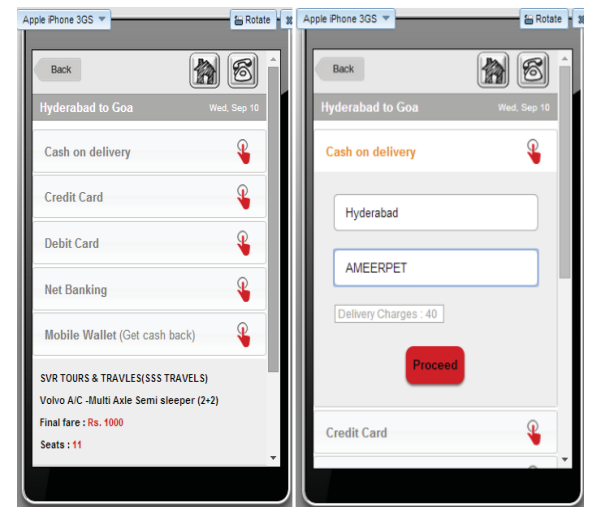 Apple iPhone 3GS
Rotate
Back
Hyderabad to Goa
Wed, Sep 10
Cash on delivery
Credit Card
Debit Card
Net Banking
Mobile Wallet (Get cash back)
SVR TOURS & TRAVLES(SSS TRAVELS)
Volvo A/C -Multi Axle Semi sleeper (2+2)
Final fare : Rs. 1000
Seats : 11
Apple iPhone 3GS
Rotate
Back
Hyderabad to Goa
Wed, Sep 10
Cash on delivery
Hyderabad
AMEERPET
Delivery Charges : 40
Proceed
Credit Card